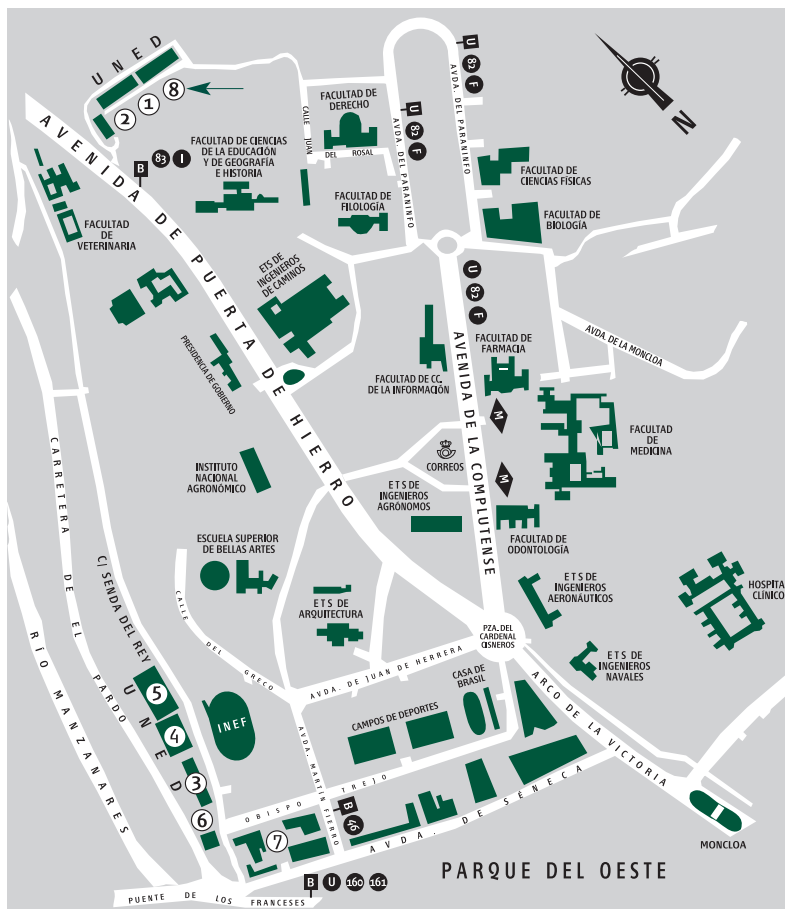 UNED
8
1
2
AVENIDA DE PUERTA DE HIERRO
B 83 I
FACULTAD DE CIENCIAS
DE LA EDUCACIÓN
Y DE GEOGRAFÍA
E HISTORIA
CALLE JUAN
DEL ROSAL
FACULTAD DE
DERECHO
U
82
F
AVDA. DEL PARANINFO
U
82
F
AVDA. DEL PARANINFO
N
FACULTAD DE
CIENCIAS FÍSICAS
FACULTAD DE
BIOLOGÍA
FACULTAD DE
FILOLOGÍA
FACULTAD
DE
VETERINARIA
ETS DE
INGENIEROS
DE CAMINOS
PRESIDENCIA DE GOBIERNO
U
82
F
AVENIDA DE LA COMPLUTENSE
FACULTAD DE CC.
DE LA INFORMACIÓN
FACULTAD DE
FARMACIA
AVDA. DE LA MONCLOA
M
FACULTAD
DE
MEDICINA
CORREOS
M
INSTITUTO
NACIONAL
AGRONÓMICO
ETS DE
INGENIEROS
AGRÓNOMOS
FACULTAD DE
ODONTOLOGÍA
CARRETERA DE EL PARDO
C/ SENDA DEL REY
ESCUELA SUPERIOR
DE BELLAS ARTES
ETS DE
ARQUITECTURA
ETS DE
INGENIEROS
AERONÁUTICOS
HOSPITAL
CLÍNICO
PZA. DEL
CARDENAL
CISNEROS
ETS DE
INGENIEROS
NAVALES
RÍO MANZANARES
CALLE DEL GRECO
AVDA. DE JUAN DE HERRERA
CASA DE
BRASIL
ARCO DE LA VICTORIA
UNED
5
4
3
6
INEF
CAMPOS DE DEPORTES
AVDA. MARTÍN FIERRO
OBISPO TREJO
B
46
7
AVDA. DE SÉNECA
MONCLOA
PARQUE DEL OESTE
PUENTE DE LOS FRANCESES
B U 160 161